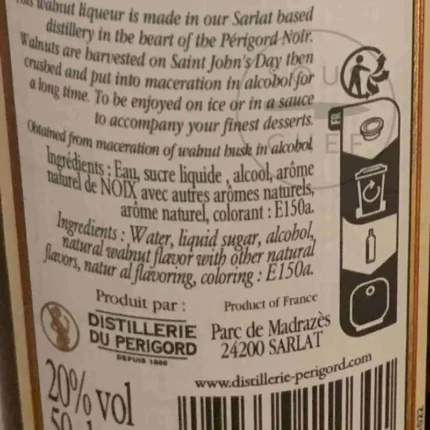 This walnut liqueur is made in our Sarlat based
distillery in the heart of the Périgord Noir.
Walnuts are harvested on Saint John's Day then
crushed and put into maceration in alcohol for
a long time. To be enjoyed on ice or in a sauce
to accompany your finest desserts.
Obtained from maceration of walnut husk in alcohol
Ingrédients : Eau, sucre liquide , alcool, arôme
naturel de NOIX avec autres arômes naturels,
arôme naturel, colorant : E150a.
Ingredients : Water, liquid sugar, alcohol,
natural walnut flavor with other natural
flavors, natur al flavoring, coloring : E150a.
Produit par :
Product of France
DISTILLERIE
DU PERIGORD
DEPUIS 1860
Parc de Madrazès
24200 SARLAT
www.distillerie-perigord.com
20% vol
FR